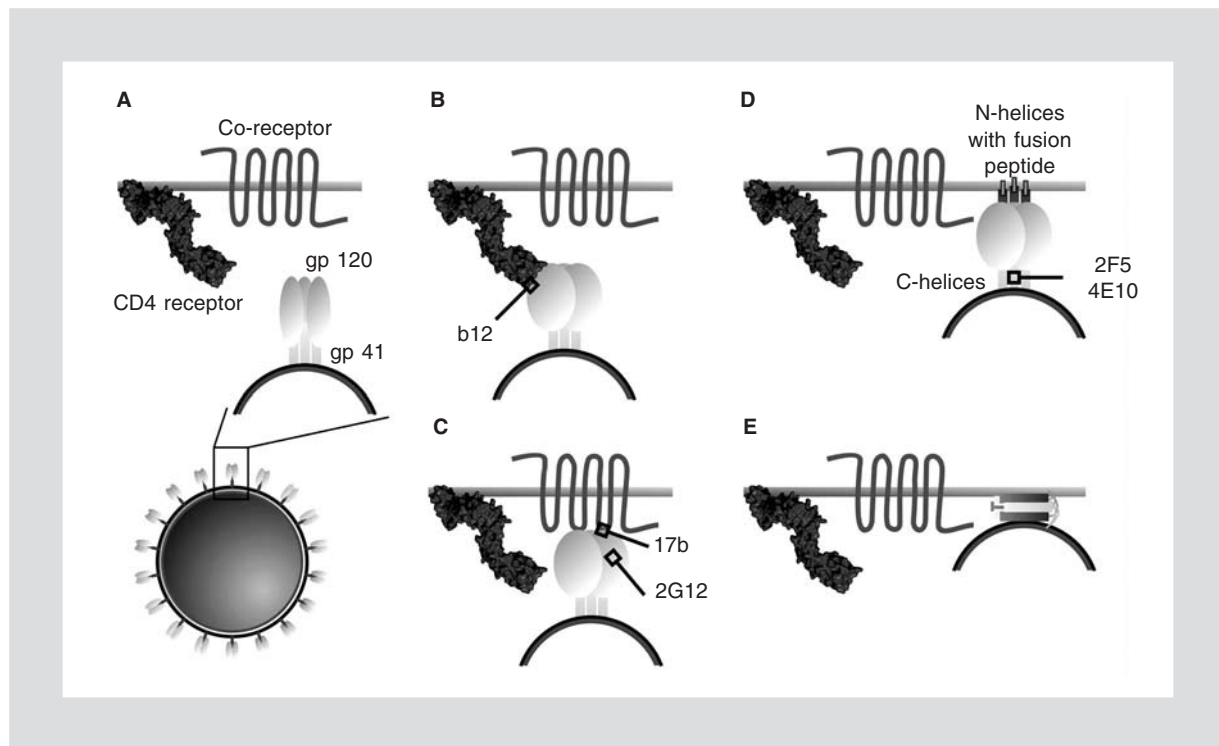 A
Co-receptor
gp 120
CD4 receptor
gp 41
B
b12
C
17b
2G12
D
N-helices
with fusion
peptide
C-helices
2F5
4E10
E